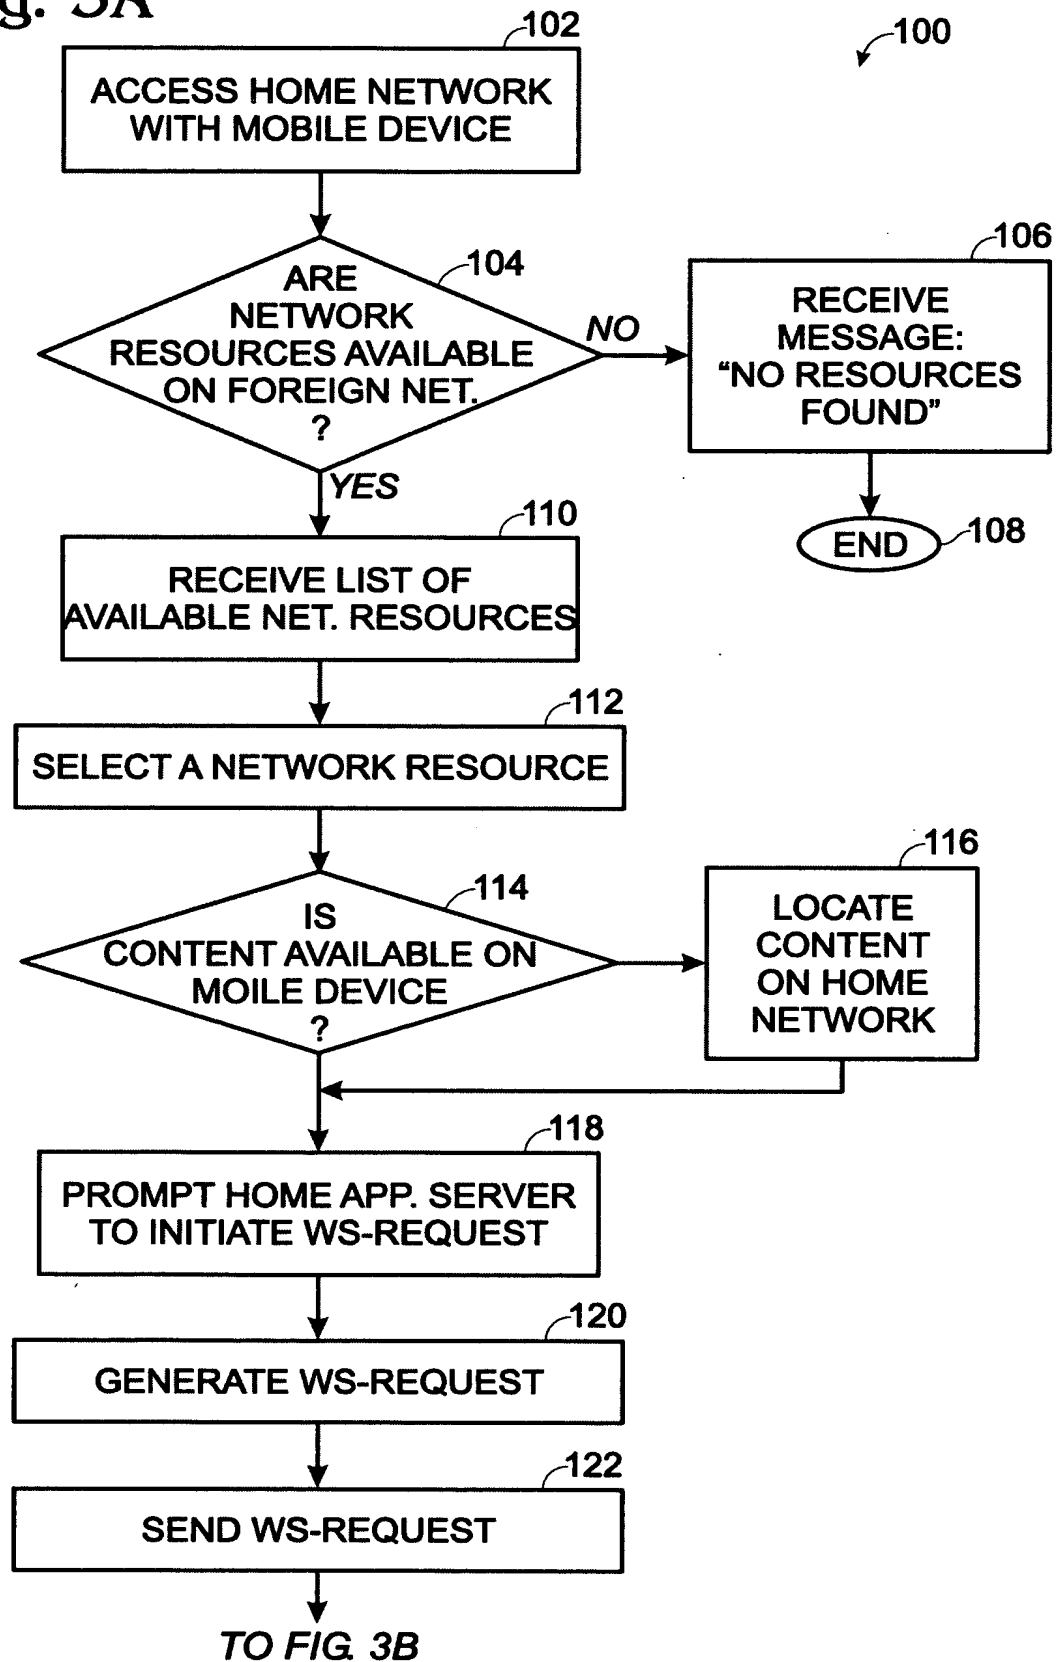 g. 3A
102
100
ACCESS HOME NETWORK
WITH MOBILE DEVICE
104
ARE
NETWORK
RESOURCES AVAILABLE
ON FOREIGN NET.
?
NO
106
RECEIVE
MESSAGE:
“NO RESOURCES
FOUND”
END
108
YES
110
RECEIVE LIST OF
AVAILABLE NET. RESOURCES
112
SELECT A NETWORK RESOURCE
114
IS
CONTENT AVAILABLE ON
MOILE DEVICE
?
116
LOCATE
CONTENT
ON HOME
NETWORK
118
PROMPT HOME APP. SERVER
TO INITIATE WS-REQUEST
120
GENERATE WS-REQUEST
122
SEND WS-REQUEST
TO FIG. 3B